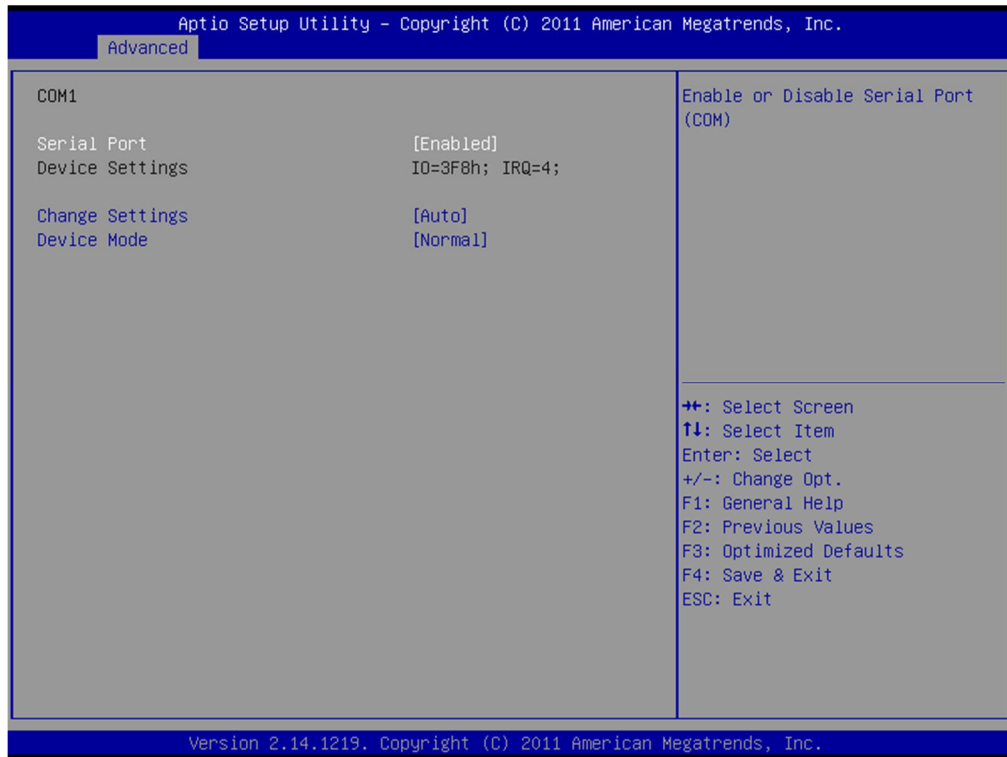 Aptio Setup Utility – Copyright (C) 2011 American Megatrends, Inc.
Advanced
COM1
Serial Port [Enabled]
Device Settings IO=3F8h; IRQ=4;
Change Settings [Auto]
Device Mode [Normal]
Enable or Disable Serial Port
(COM)
→←: Select Screen
↑↓: Select Item
Enter: Select
+/-: Change Opt.
F1: General Help
F2: Previous Values
F3: Optimized Defaults
F4: Save & Exit
ESC: Exit
Version 2.14.1219. Copyright (C) 2011 American Megatrends, Inc.